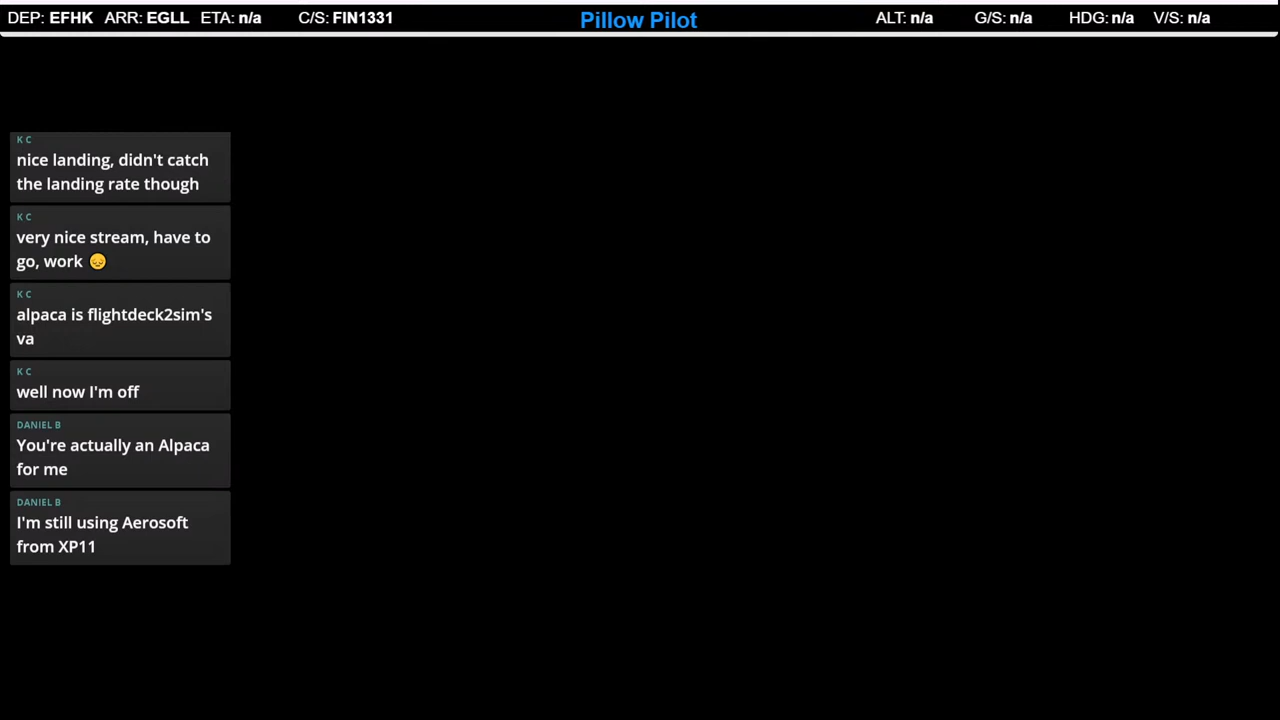 DEP: EFHK ARR: EGLL ETA: n/a C/S: FIN1331 Pillow Pilot ALT: n/a G/S: n/a HDG: n/a V/S: n/a
K C
nice landing, didn't catch
the landing rate though
K C
very nice stream, have to
go, work 😞
K C
alpaca is flightdeck2sim's
va
K C
well now I'm off
DANIEL B
You're actually an Alpaca
for me
DANIEL B
I'm still using Aerosoft
from XP11